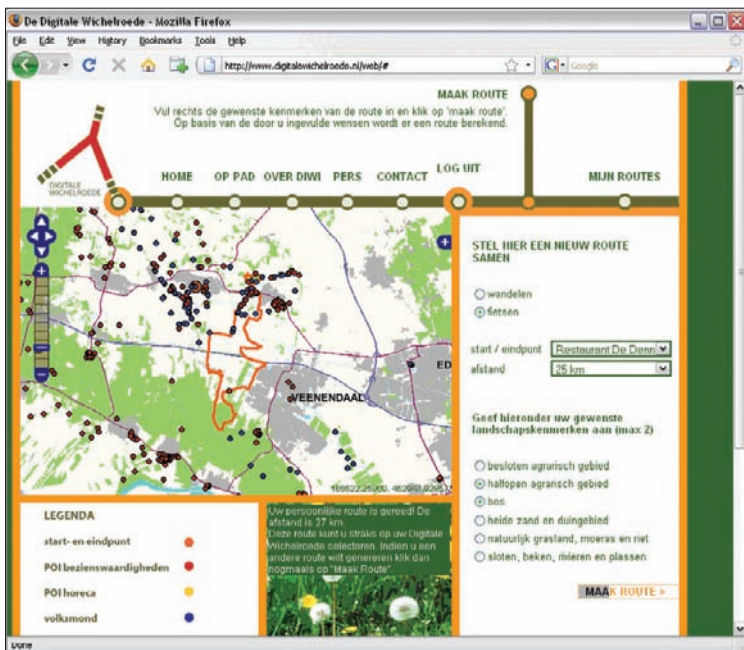 De Digitale Wichelroede - Mozilla Firefox
File Edit View History Bookmarks Tools Help
http://www.digitalewichelroede.nl/web/#
Google
MAAK ROUTE
Vul rechts de gewenste kenmerken van de route in en klik op 'maak route'.
Op basis van de door u ingevulde wensen wordt er een route berekend.
DIGITALE
WICHELROEDE
HOME OP PAD OVER DIWI PERS CONTACT LOG UIT MIJN ROUTES
STEL HIER EEN NIEUW ROUTE
SAMEN
wandelen
fietsen
start / eindpunt Restaurant De Denn
afstand 25 km
VEENENDAAL
ED
Geef hieronder uw gewenste
landschapskenmerken aan (max 2)
besloten agrarisch gebied
halfopen agrarisch gebied
bos
heide zand en duingebied
natuurlijk grasland, moeras en riet
sloten, beken, rivieren en plassen
MAAK ROUTE >
LEGENDA
start- en eindpunt
POI bezienswaardigheden
POI horeca
volksmond
Uw persoonlijke route is gereed! De
afstand is 27 km.
Deze route kunt u straks op uw Digitale
Wichelroede selecteren. Indien u een
andere route wilt genereren klik dan
nogmaals op "Maak Route".
Done